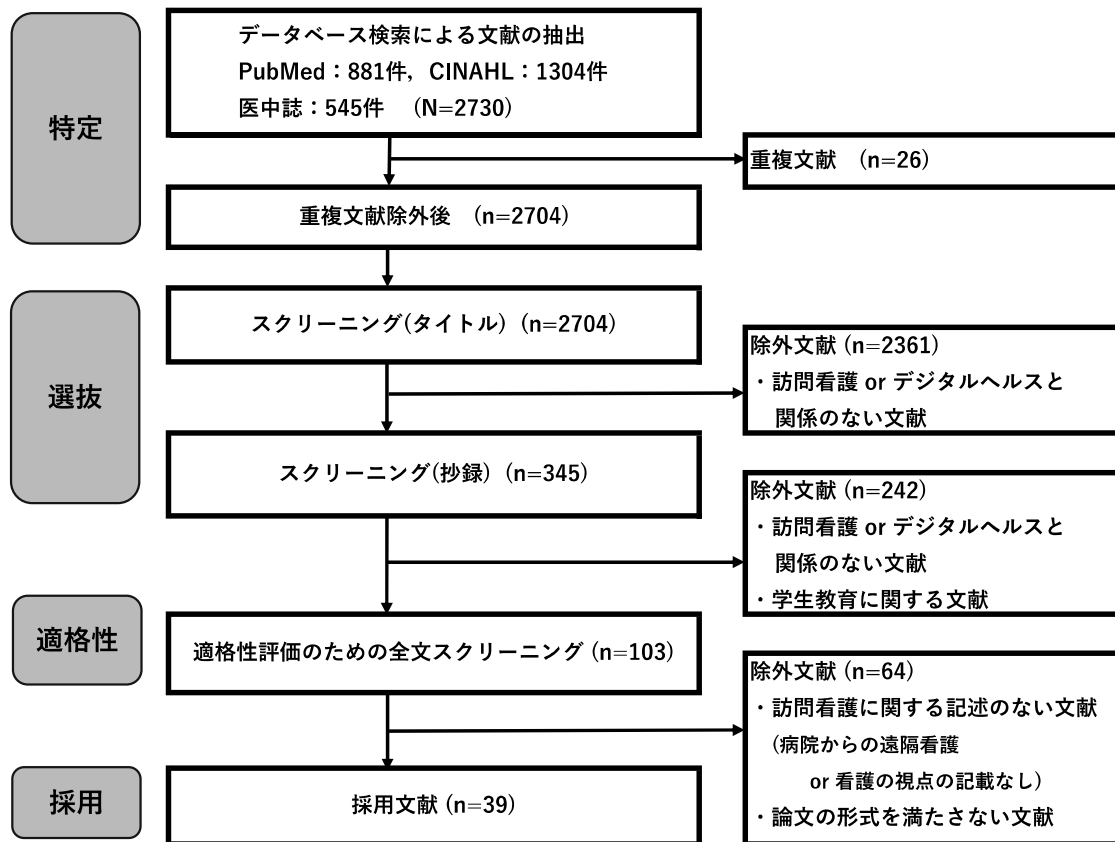 特定
データベース検索による文献の抽出
PubMed：881件，CINAHL：1304件
医中誌：545件　(N=2730)
重複文献　(n=26)
重複文献除外後　(n=2704)
選抜
スクリーニング(タイトル)（n=2704)
除外文献 (n=2361)
・訪問看護 or デジタルヘルスと
関係のない文献
スクリーニング(抄録)（n=345)
除外文献 (n=242)
・訪問看護 or デジタルヘルスと
関係のない文献
・学生教育に関する文献
適格性
適格性評価のための全文スクリーニング (n=103)
除外文献 (n=64)
・訪問看護に関する記述のない文献
（病院からの遠隔看護
or 看護の視点の記載なし）
・論文の形式を満たさない文献
採用
採用文献 (n=39)